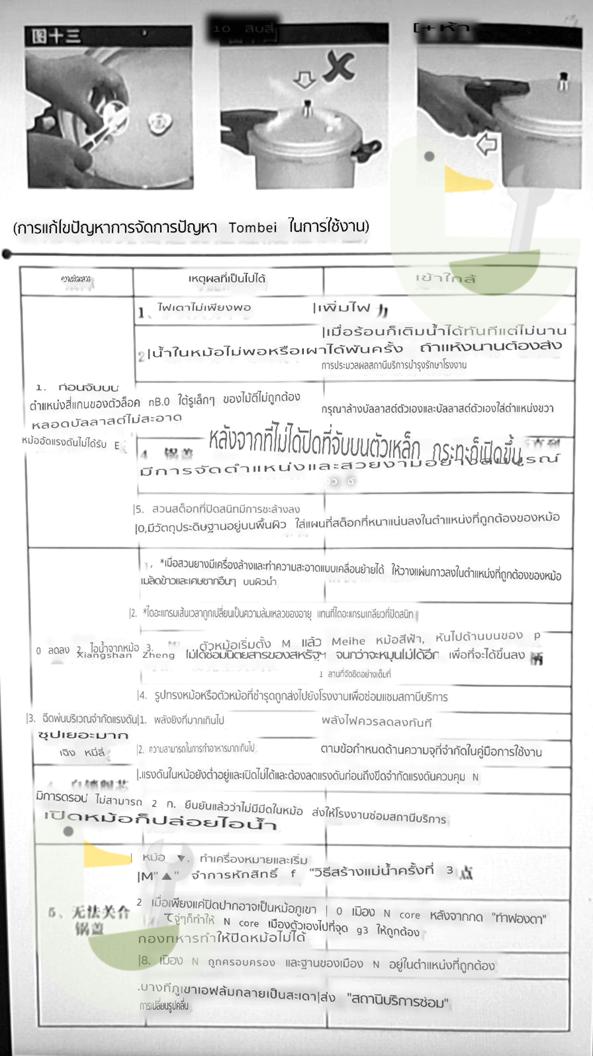 图十三
10 สิบสี่
(การแก้ไขปัญหาการจัดการปัญหา Tombei ในการใช้งาน)
เหตุผลที่เป็นไปได้
เข้าใกล้
1、 ไฟเตาไม่เพียงพอ
เพิ่มไฟ 力
เมื่อร้อนก็เติมน้ำได้ทันทีแต่ไม่นาน
2 น้ำในหม้อไม่พอหรือเผาได้พันครั้ง ถ้าแห้งนานต้องส่ง
การประมวลผลสถานีบริการบำรุงรักษาโรงงาน
1. ก่อนจับบน
ตำแหน่งสี่แถบของตัวล็อค nB.0 ใต้รูเล็กๆ ของไม้ตีไม่ถูกต้อง
หลอดบัลลาสต์ไม่สะอาด
กรุณาล้างบัลลาสต์ตัวเองและบัลลาสต์ตัวเองใส่ตำแหน่งขวา
หม้ออัดแรงดันไม่ได้รับ E
4 锅盖
หลังจากที่ไม่ได้ปิดที่จับบนตัวเหล็ก กระทะก็เปิดขึ้น
มีการจัดตำแหน่งและสวยงามอย่างสมบูรณ์
5. สวนสต็อกที่ปิดสนิทมีการชะล้างลง
0,มีวัตถุประดิษฐานอยู่บนพื้นผิว ใส่แผ่นที่สต็อกที่หนาแน่นลงในตำแหน่งที่ถูกต้องของหม้อ
*เมื่อสวนยางมีเครื่องล้างและทำความสะอาดแบบเคลื่อนย้ายได้ ให้วางแผ่นกาวลงในตำแหน่งที่ถูกต้องของหม้อ
เมล็ดข้าวและเศษซากอื่นๆ บนผิวนำ
2. *ไดอะแกรมเส้นเวลาถูกเปลี่ยนเป็นความล้มเหลวของอายุ แทนที่ไดอะแกรมเกลียวที่ปิดสนิท
0 ลดลง 2 ไอน้ำจากหม้อ 3. ตัวหม้อเริ่มตั้ง M แล้ว Meihe หม้อสีฟ้า, หันไปด้านบนของ P
Xiangshan Zheng ไม่ได้ซ่อมนิตยสารของสหรัฐฯ จนกว่าจะหมุนไม่ได้อีก เพื่อที่จะได้ขึ้นลง
4. รูปทรงหม้อหรือตัวหม้อที่ชำรุดถูกส่งไปยังโรงงานเพื่อซ่อมแซมสถานีบริการ
3. ฉีดพ่นบริเวณจำกัดแรงดัน 1. พลังยิงที่มากเกินไป
พลังไฟควรลดลงทันที
ซุปเยอะมาก
เฉิง หมี่ลี่
2. ความสามารถในการทำอาหารมากเกินไป
ตามข้อกำหนดด้านความจุที่จำกัดในคู่มือการใช้งาน
.แรงดันในหม้อยังต่ำอยู่และเปิดไม่ได้และต้องลดแรงดันก่อนถึงขีดจำกัดแรงดันควบคุม N
มีการดรอป ไม่สามารถ 2 ก. ยืนยันแล้วว่าไม่มีมีดในหม้อ ส่งให้โรงงานซ่อมสถานีบริการ
เปิดหม้อก็ปล่อยไอน้ำ
หม้อ ▼. ทำเครื่องหมายและเริ่ม
M"▲" จำการหักสิทธิ์ f "วิธีสร้างแม่น้ำครั้งที่ 3 点
5、无法关合
锅盖
2 เมื่อเพียงแค่ปิดปากอาจเป็นหม้อภูเขา 0 เมือง N core หลังจากกด "ท่าฟองตา"
จู่ๆก็ทำให้ N core เมืองตัวเองไปที่จุด g3 ให้ถูกต้อง
กองทหารทำให้ปิดหม้อไม่ได้
8. เมือง N ถูกครอบครอง และฐานของเมือง N อยู่ในตำแหน่งที่ถูกต้อง
.บางทีภูเขาเอฟล้มกลายเป็นสะเดา ส่ง "สถานีบริการซ่อม"
การเปลี่ยนรูปคลื่น